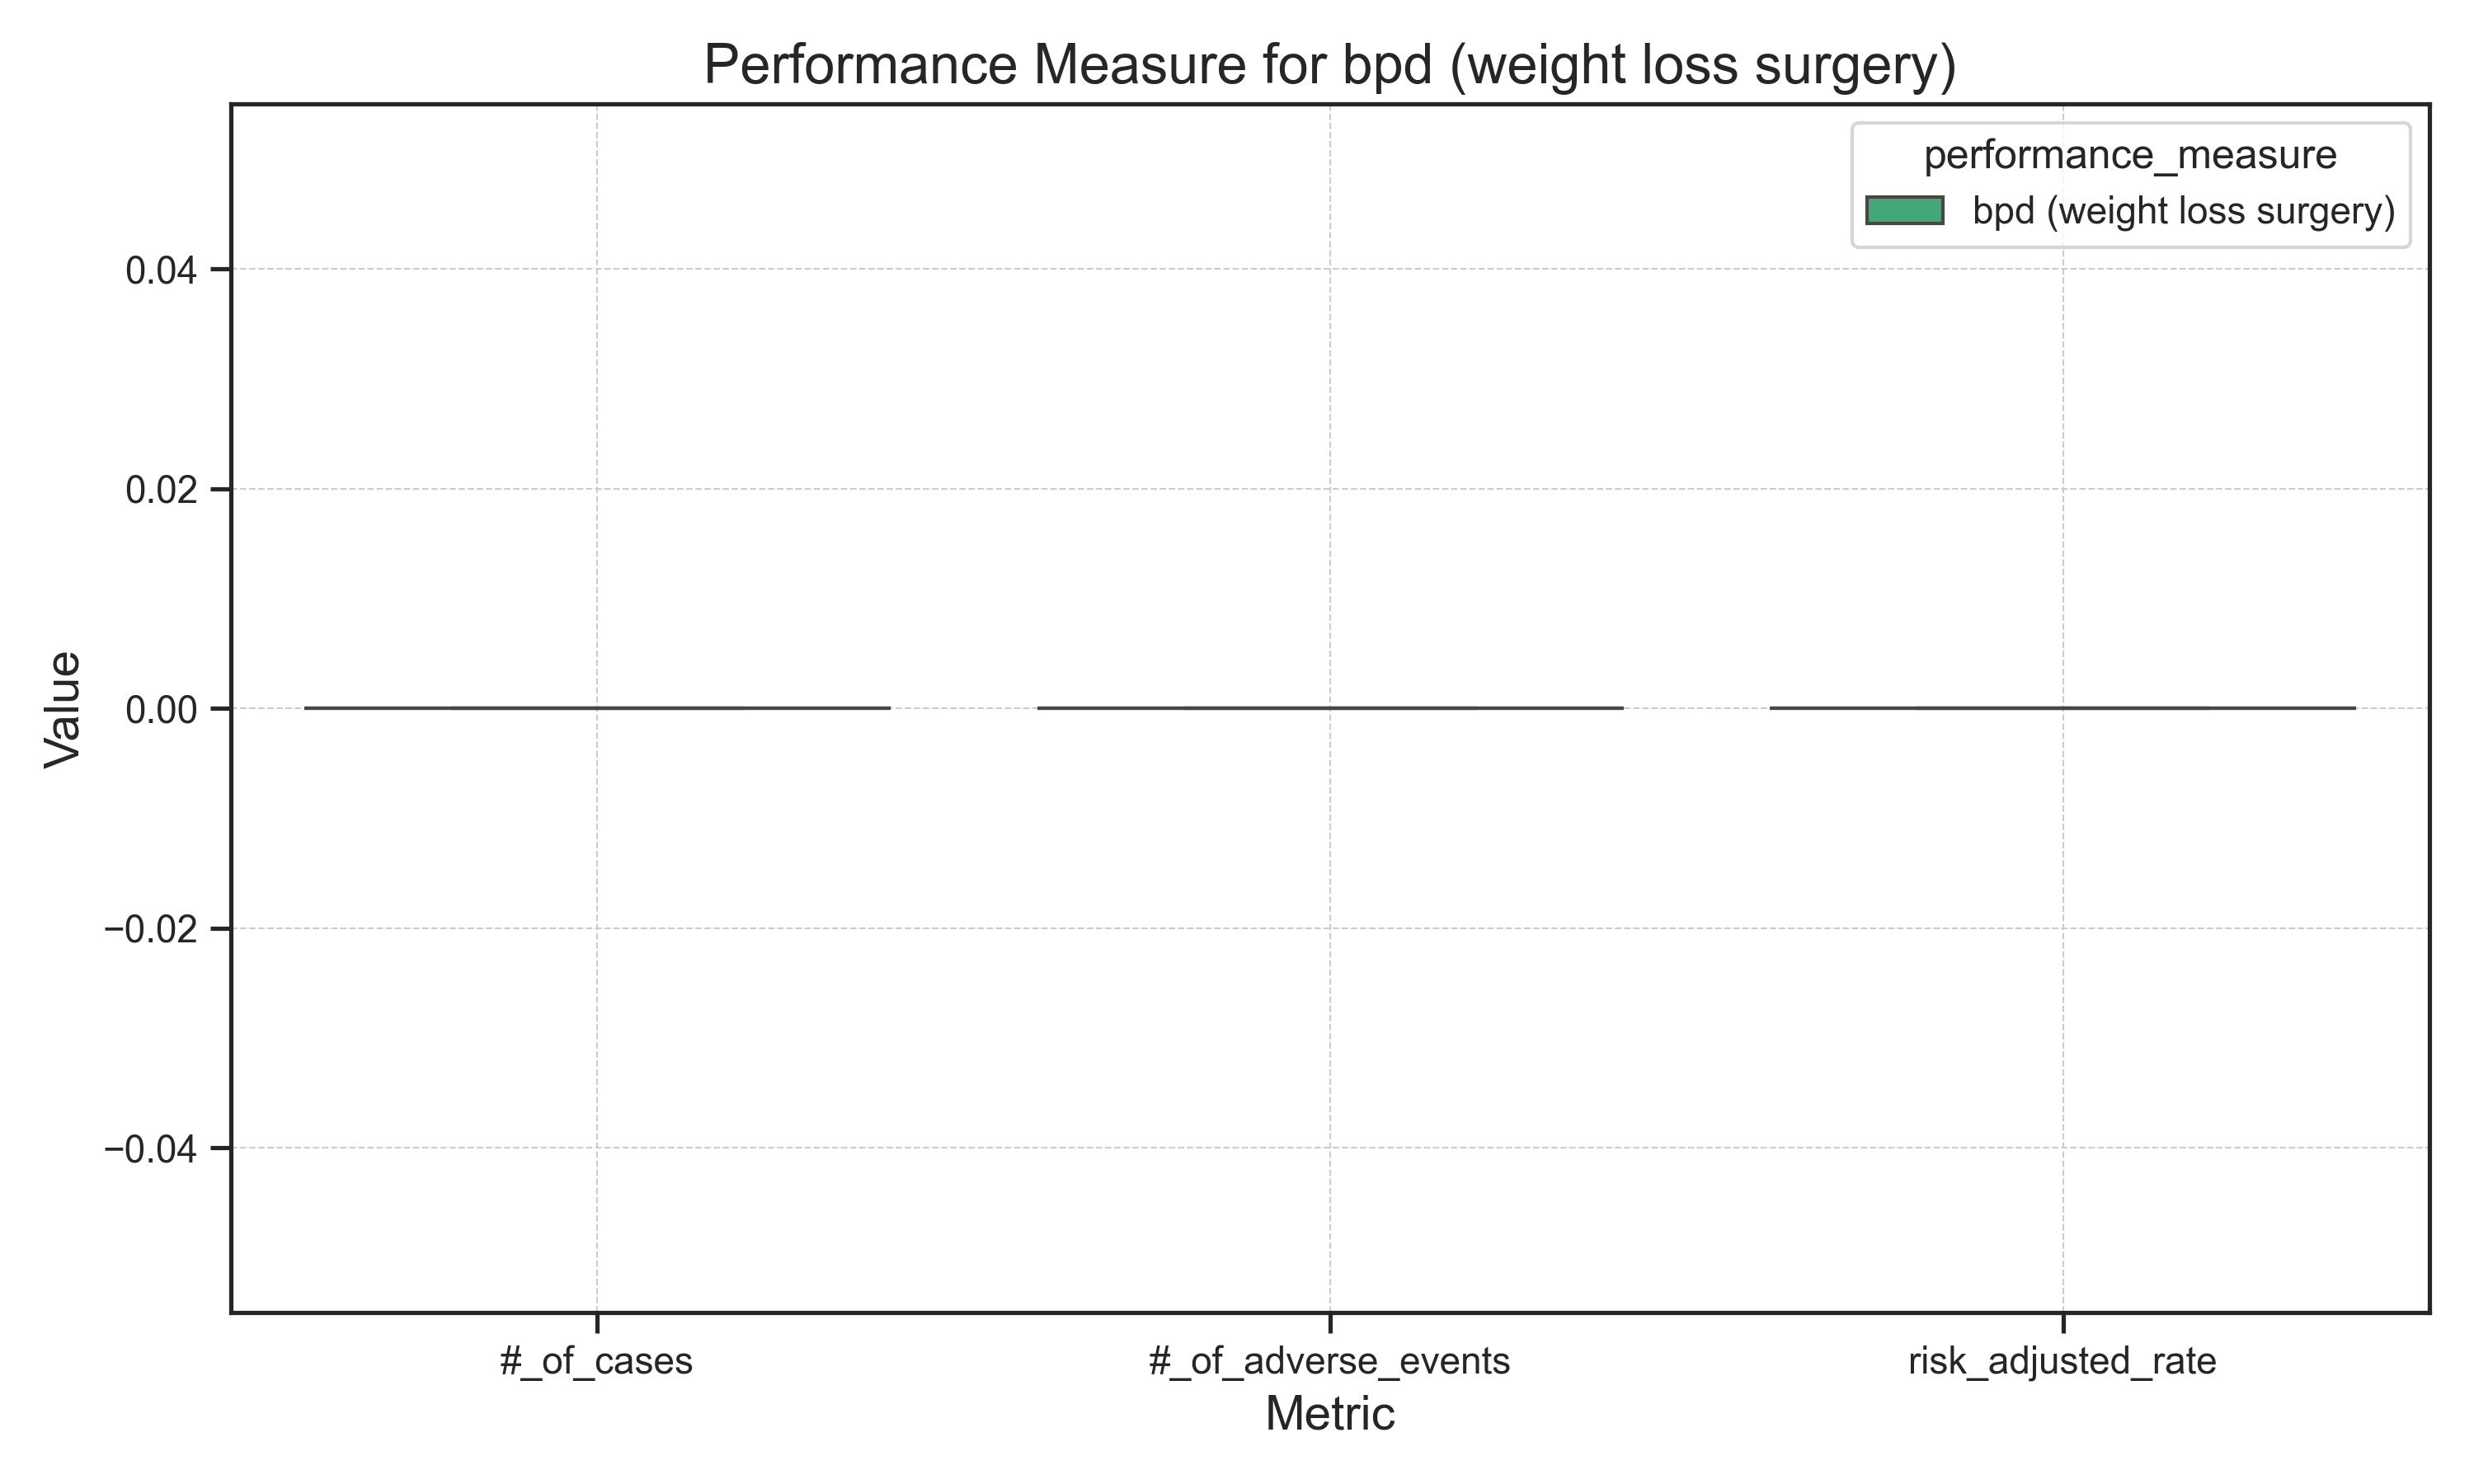 Performance Measure for bpd (weight loss surgery)
performance_measure
bpd (weight loss surgery)
0.04
0.02
0.00
−0.02
−0.04
Value
#_of_cases
#_of_adverse_events
risk_adjusted_rate
Metric